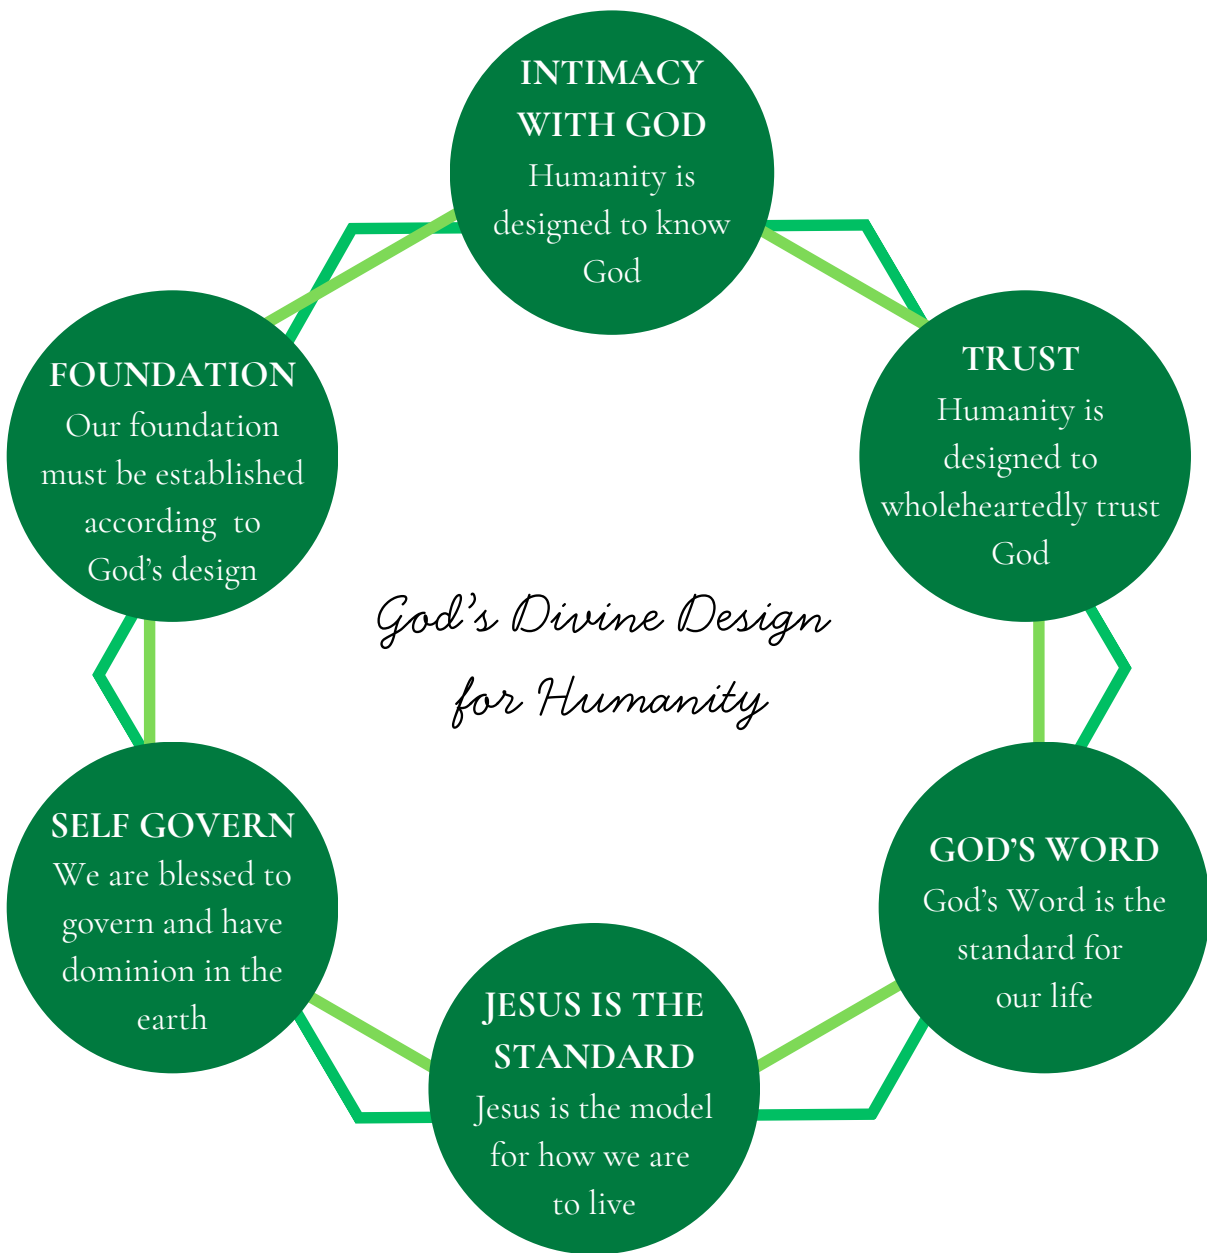 INTIMACY
WITH GOD
Humanity is
designed to know
God
TRUST
Humanity is
designed to
wholeheartedly trust
God
GOD'S WORD
God's Word is the
standard for
our life
JESUS IS THE
STANDARD
Jesus is the model
for how we are
to live
SELF GOVERN
We are blessed to
govern and have
dominion in the
earth
FOUNDATION
Our foundation
must be established
according  to
God's design
God's Divine Design
for Humanity